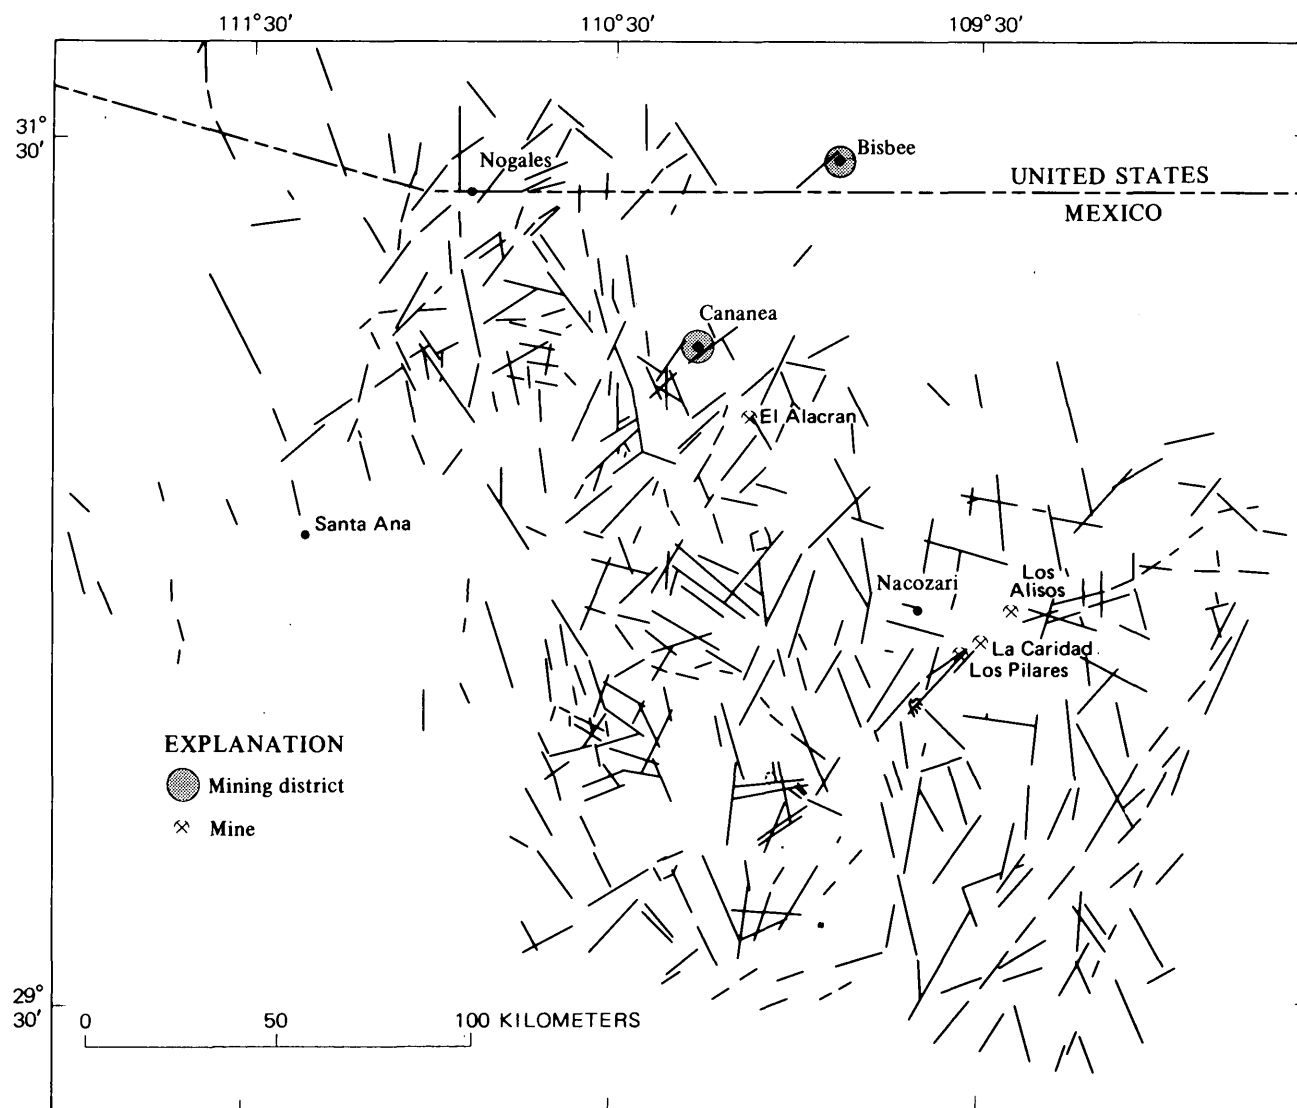 111°30′ 110°30′ 109°30′
31°
30′
Bisbee
Nogales
UNITED STATES
MEXICO
Cananea
El Alacran
Santa Ana
Los
Alisos
Nacozari
La Caridad
Los Pilares
EXPLANATION
Mining district
Mine
29°
30′
0 50 100 KILOMETERS